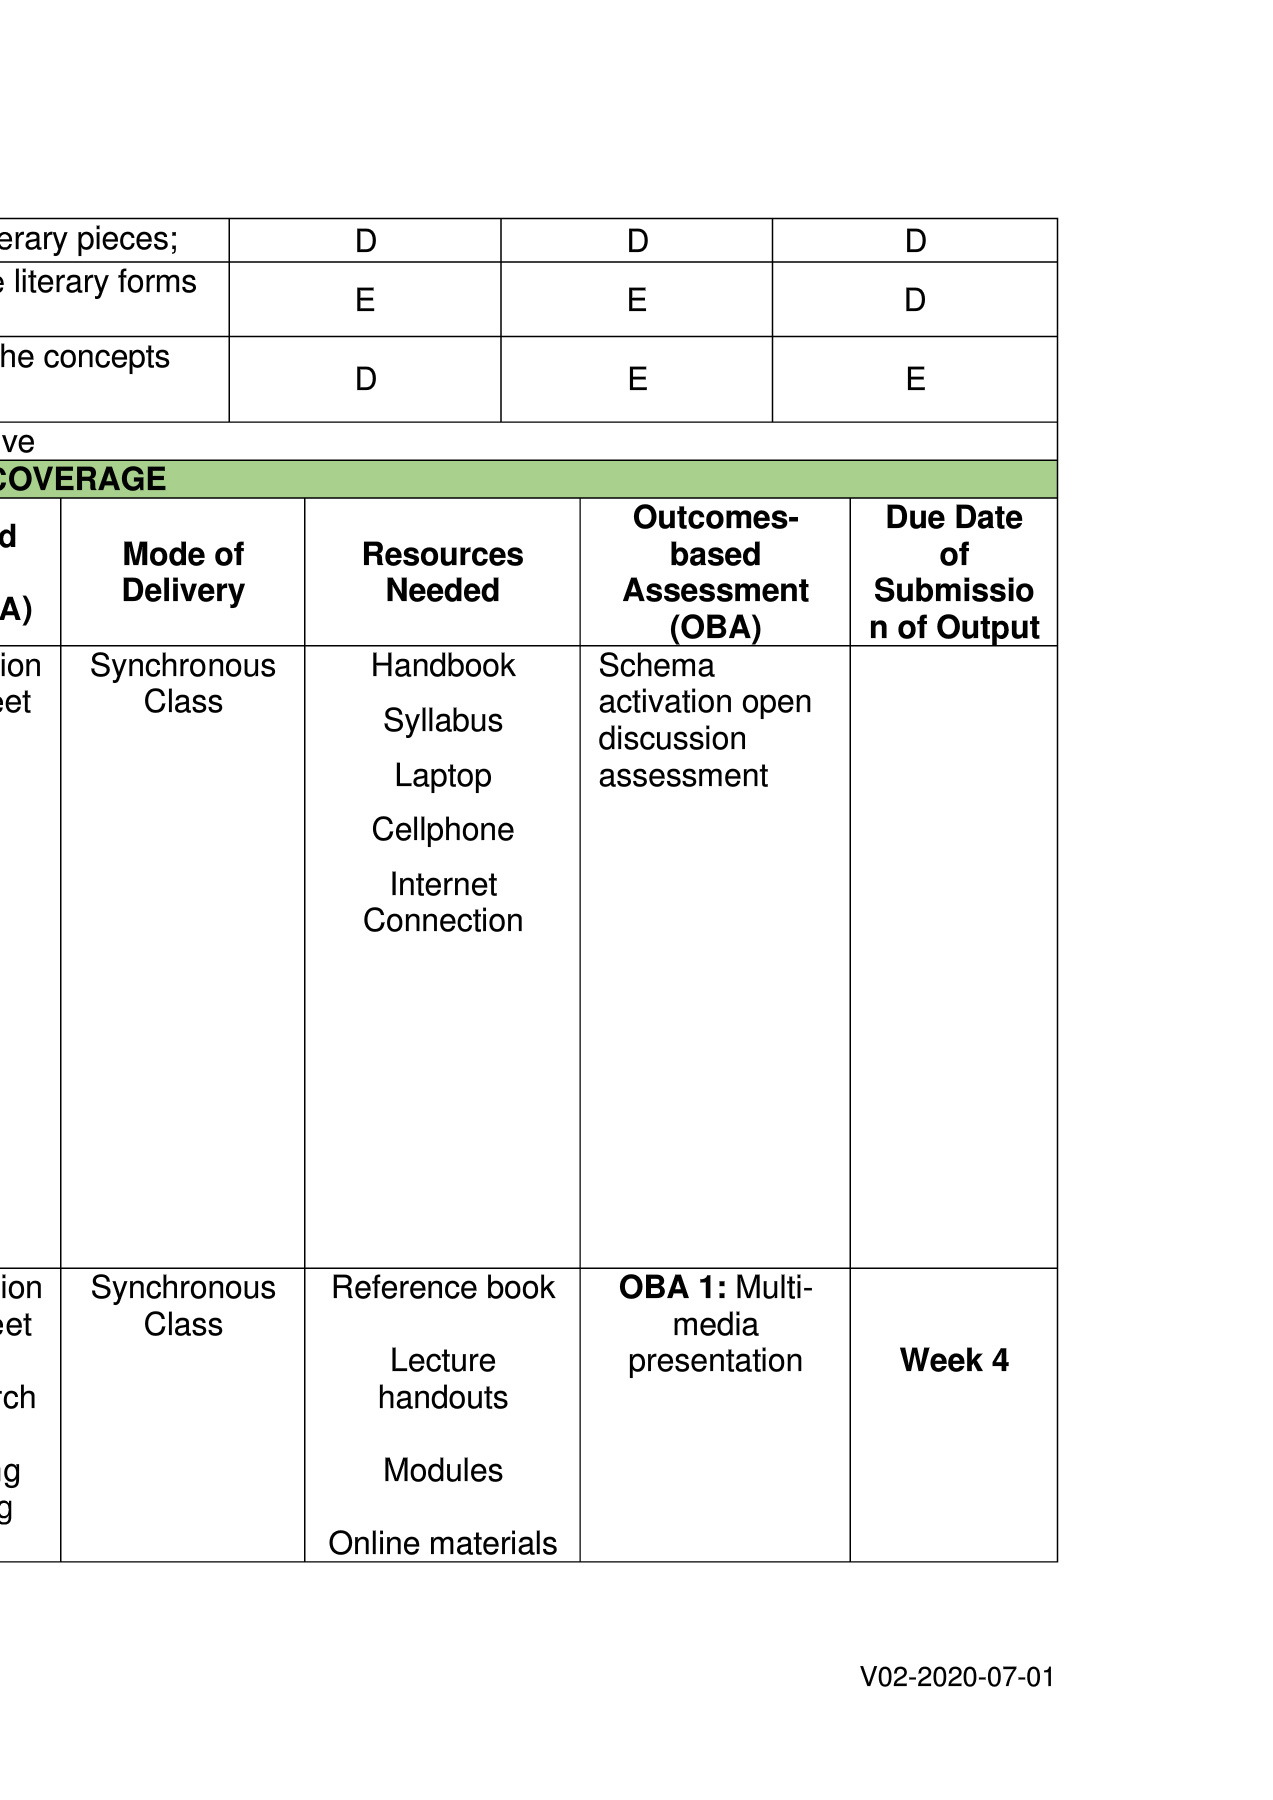 erary pieces; D D D
literary forms
E E D
he concepts
D E E
ve
COVERAGE
d
A)
Mode of
Delivery
Resources
Needed
Outcomes-
based
Assessment
(OBA)
Due Date
of
Submissio
n of Output
ion
eet
Synchronous
Class
Handbook
Syllabus
Laptop
Cellphone
Internet
Connection
Schema
activation open
discussion
assessment
ion
eet
rch
g
g
Synchronous
Class
Reference book
Lecture
handouts
Modules
Online materials
OBA 1: Multi-
media
presentation
Week 4
V02-2020-07-01